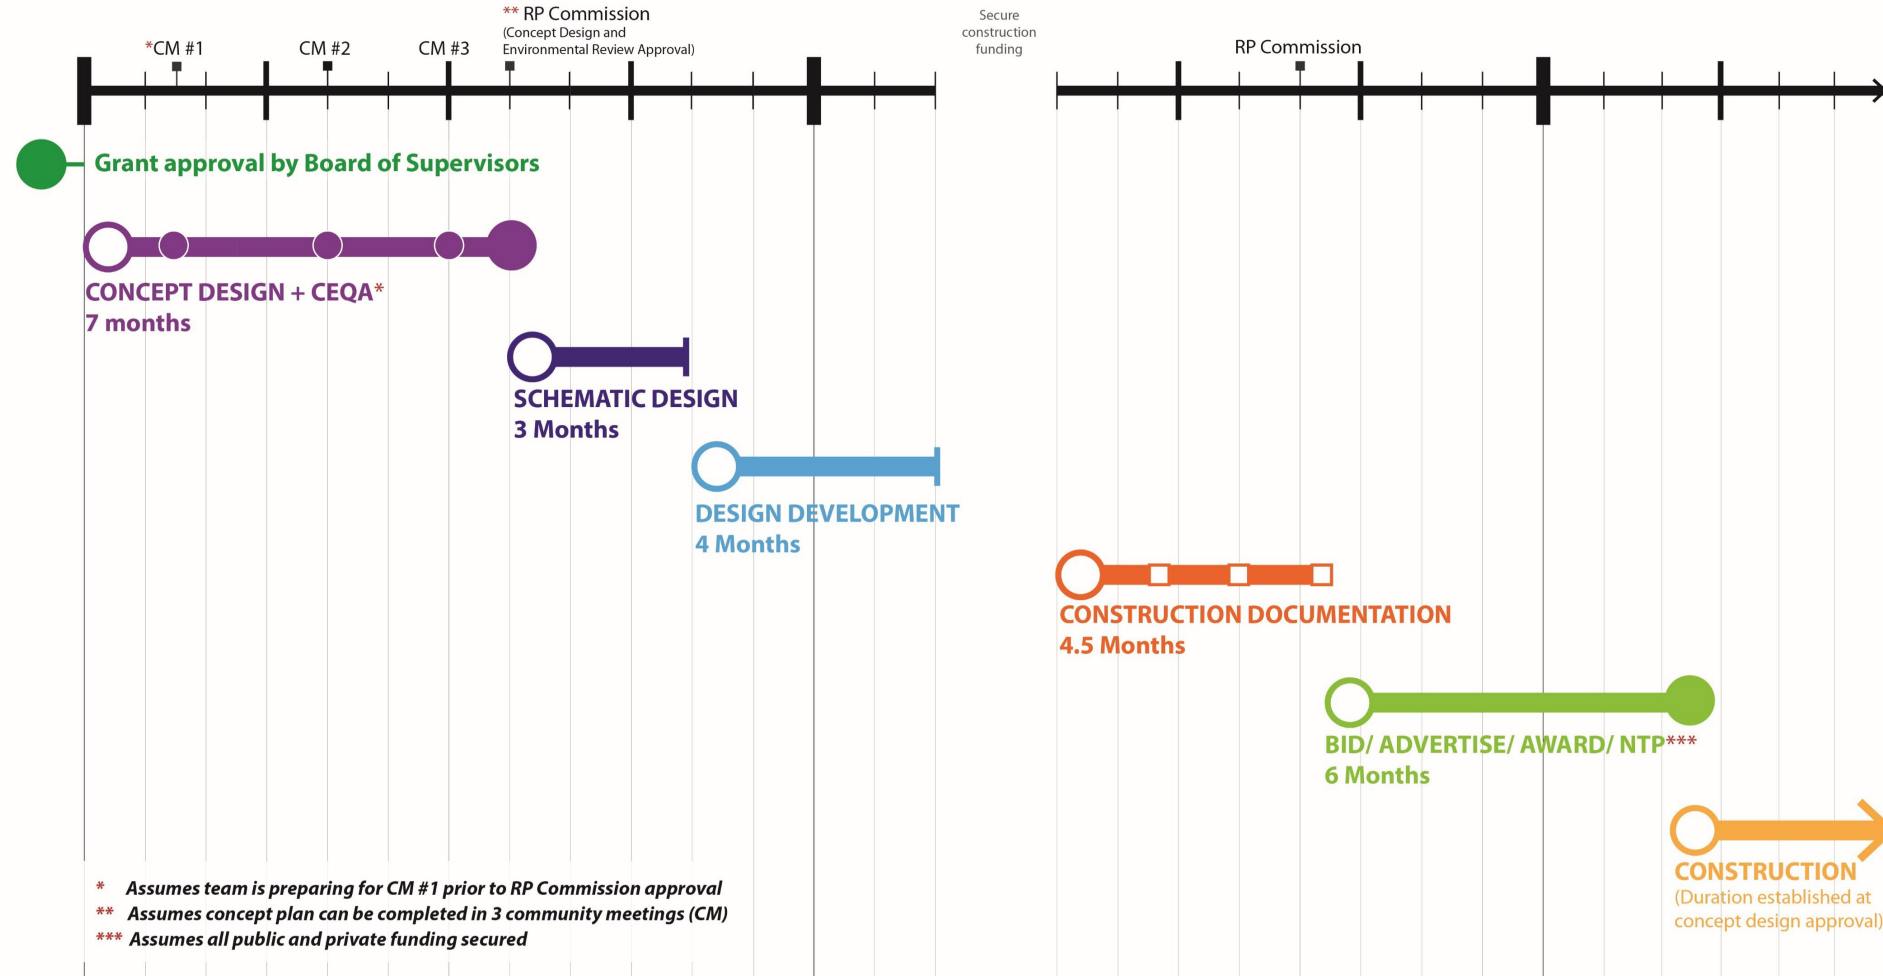 ** RP Commission
(Concept Design and
Environmental Review Approval)
*CM #1
CM #2
CM #3
Secure
construction
funding
RP Commission
Grant approval by Board of Supervisors
CONCEPT DESIGN + CEQA*
7 months
SCHEMATIC DESIGN
3 Months
DESIGN DEVELOPMENT
4 Months
CONSTRUCTION DOCUMENTATION
4.5 Months
BID/ ADVERTISE/ AWARD/ NTP***
6 Months
CONSTRUCTION
(Duration established at
concept design approval)
* Assumes team is preparing for CM #1 prior to RP Commission approval
** Assumes concept plan can be completed in 3 community meetings (CM)
*** Assumes all public and private funding secured